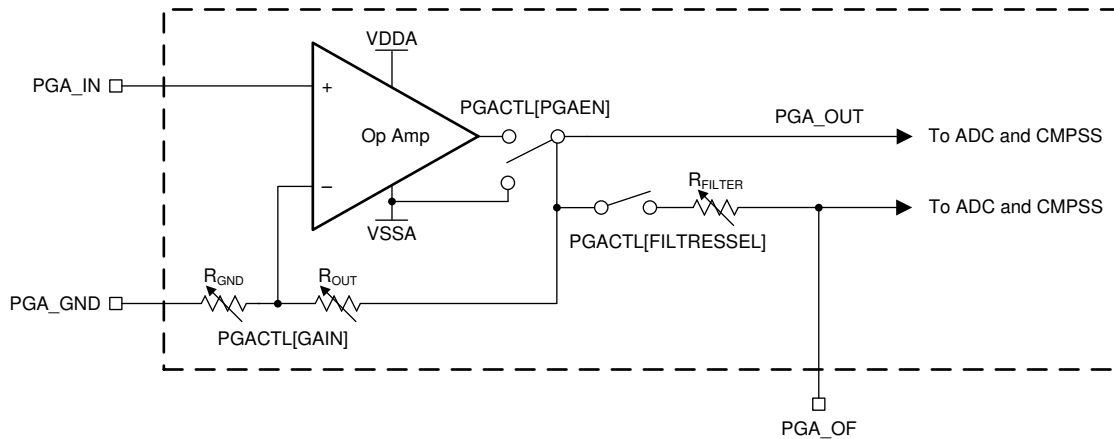 VDDA
PGA_IN
+
PGACTL[PGAEN]
Op Amp
PGA_OUT
To ADC and CMPSS
−
RFILTER
To ADC and CMPSS
VSSA
PGACTL[FILTRESSEL]
RGND
ROUT
PGA_GND
PGACTL[GAIN]
PGA_OF